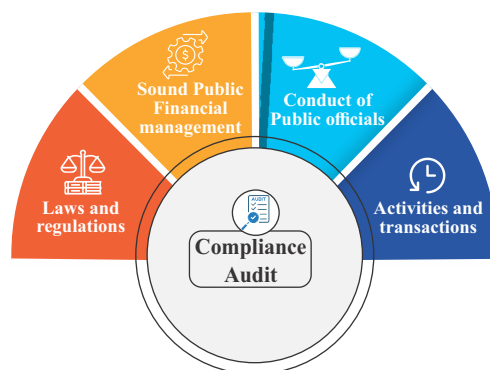 Sound Public
Financial
management
Conduct of
Public officials
Laws and
regulations
Activities and
transactions
AUDIT
Compliance
Audit
$